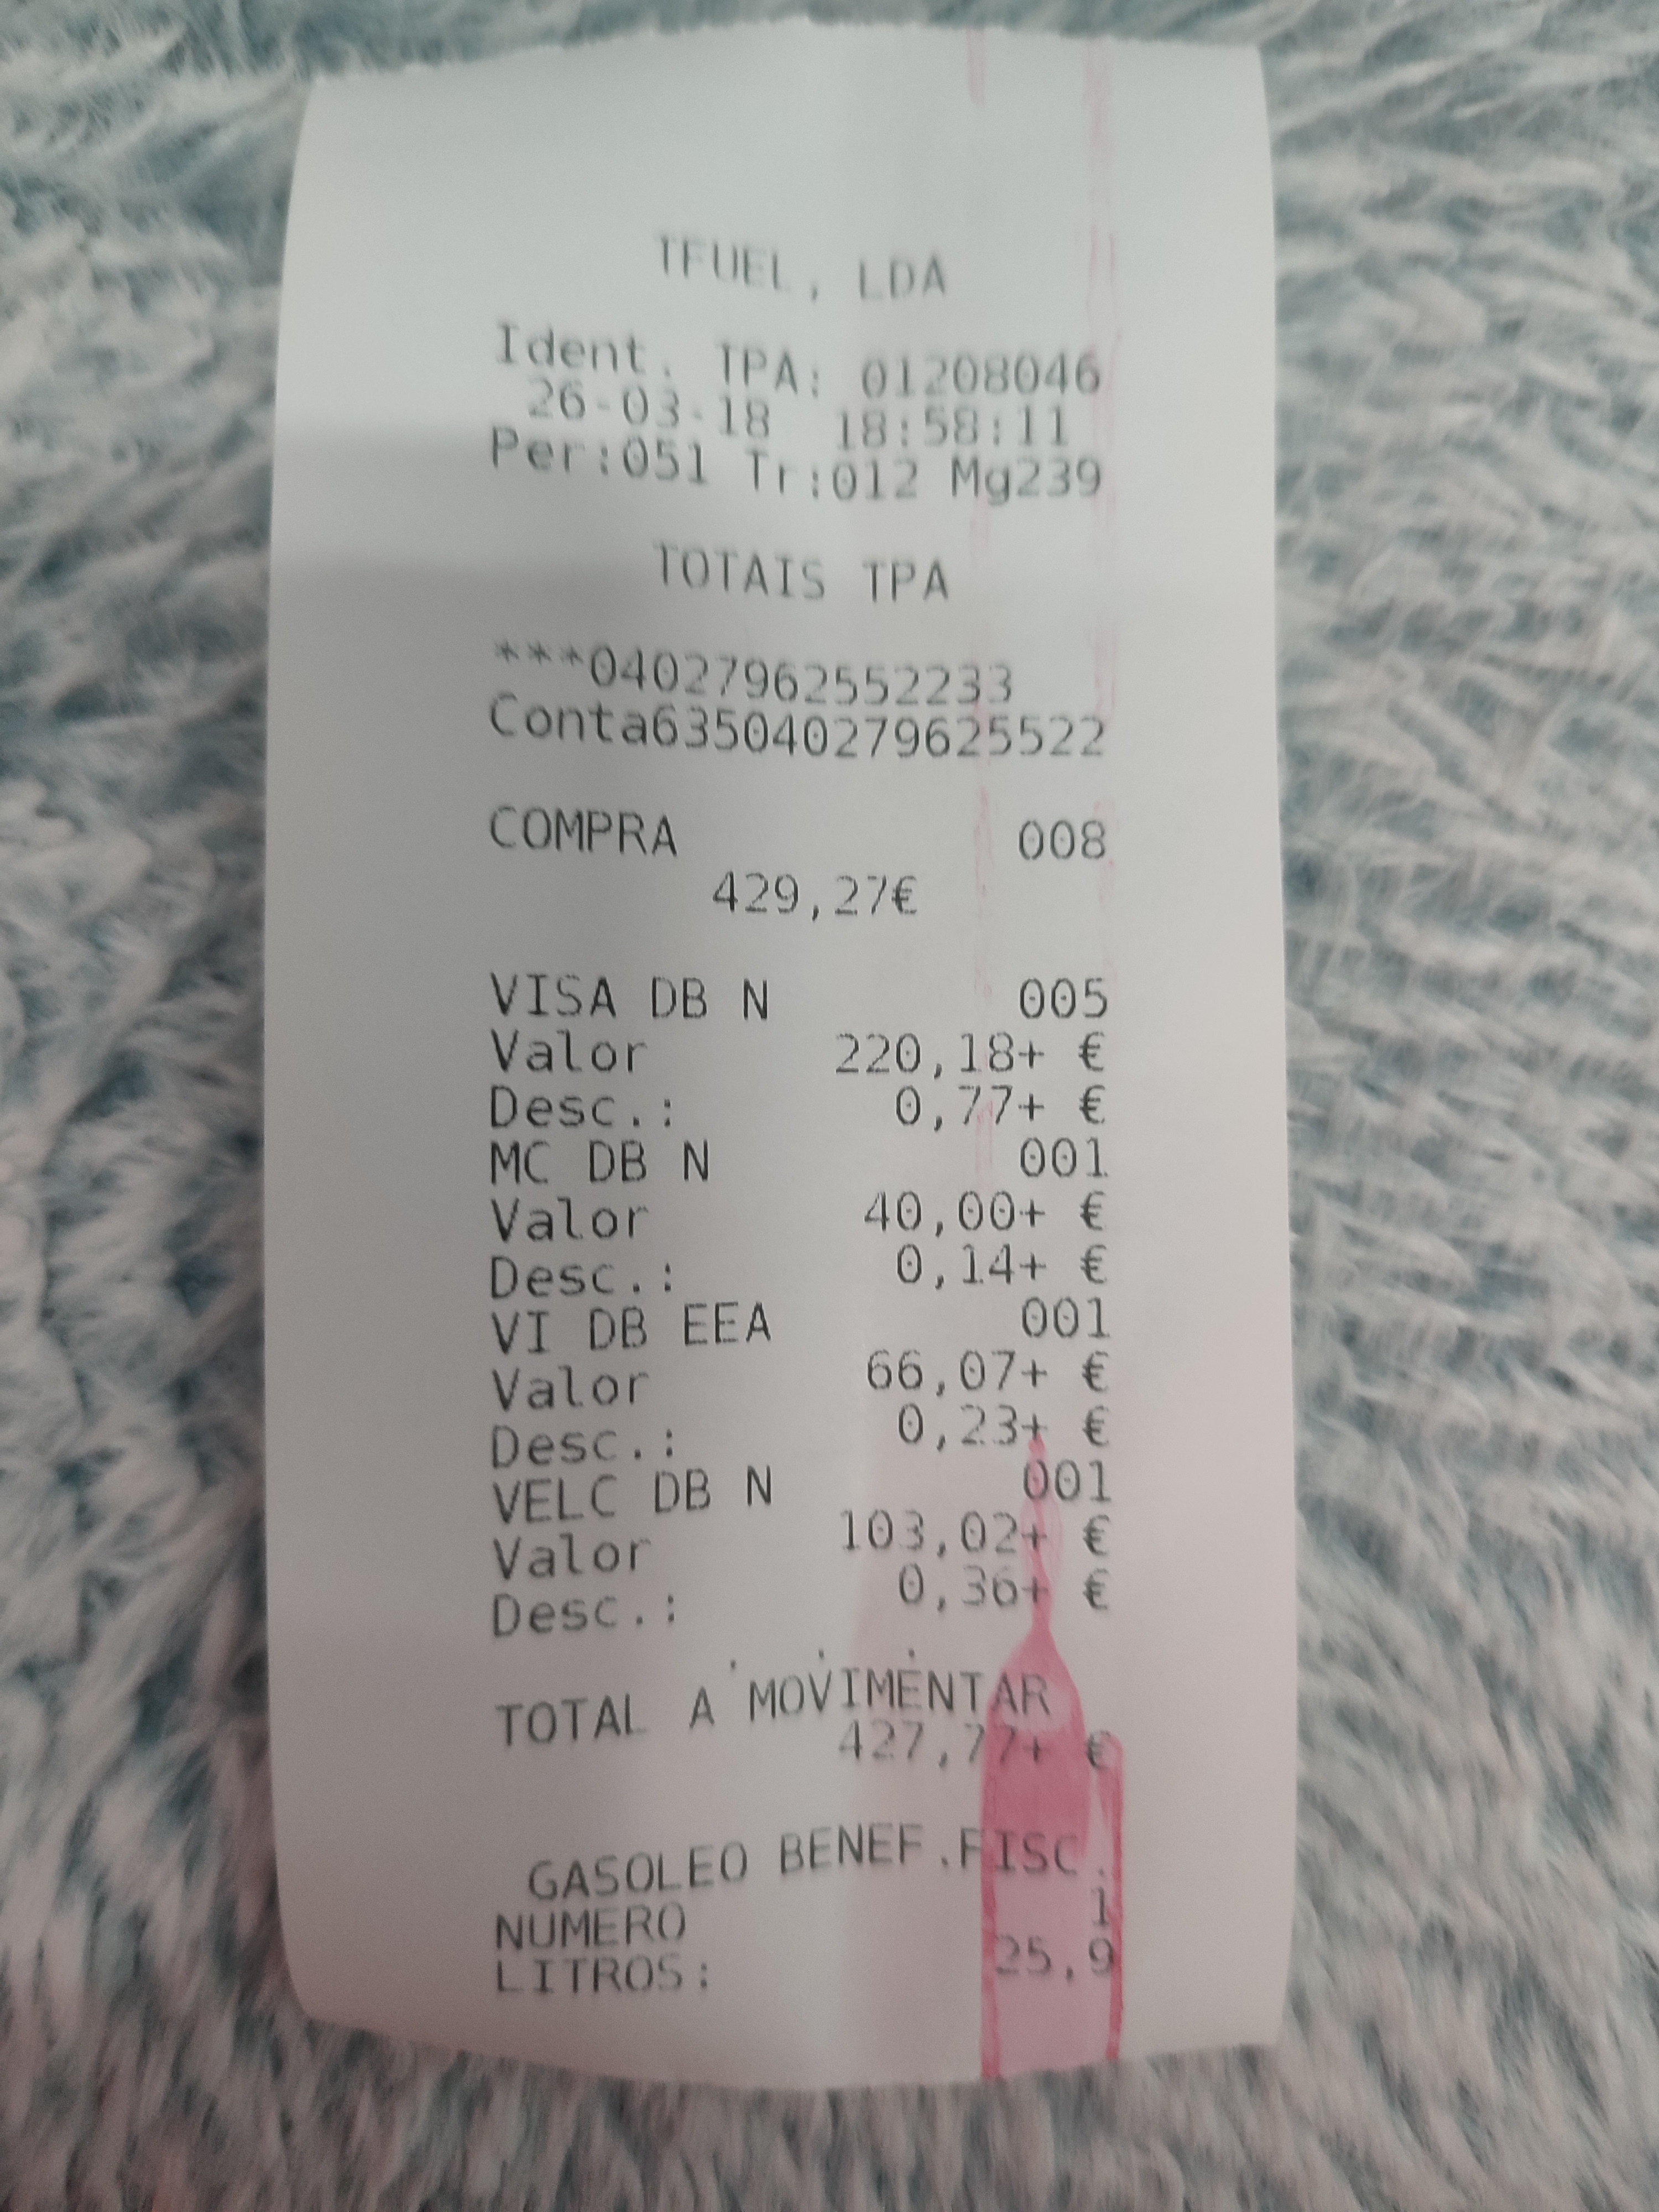 TFUEL, LDA
Ident. TPA: 01208046
26-03-18 18:58:11
Per:051 Tr:012 Mg239
TOTAIS TPA
***04027962552233
Conta635040279625522
COMPRA 008
429,27€
VISA DB N 005
Valor 220,18+ €
Desc.: 0,77+ €
MC DB N 001
Valor 40,00+ €
Desc.: 0,14+ €
VI DB EEA 001
Valor 66,07+ €
Desc.: 0,23+ €
VELC DB N 001
Valor 103,02+ €
Desc.: 0,36+ €
TOTAL A MOVIMENTAR
427,77+ €
GASOLEO BENEF.FISC.
NUMERO 1
LITROS: 25,9